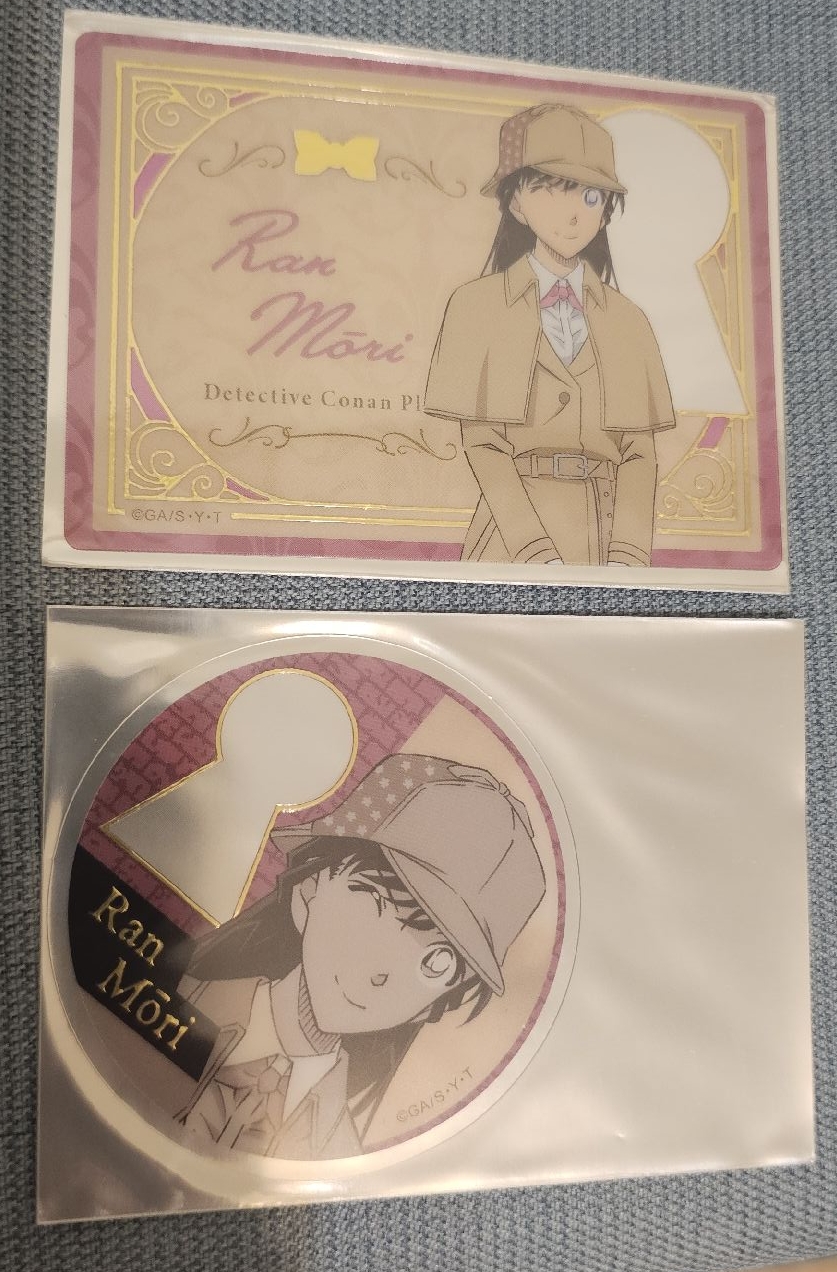 Ran
Mōri
Detective Conan Pl
©GA/S・Y・T
Ran
Mōri
©GA/S・Y・T